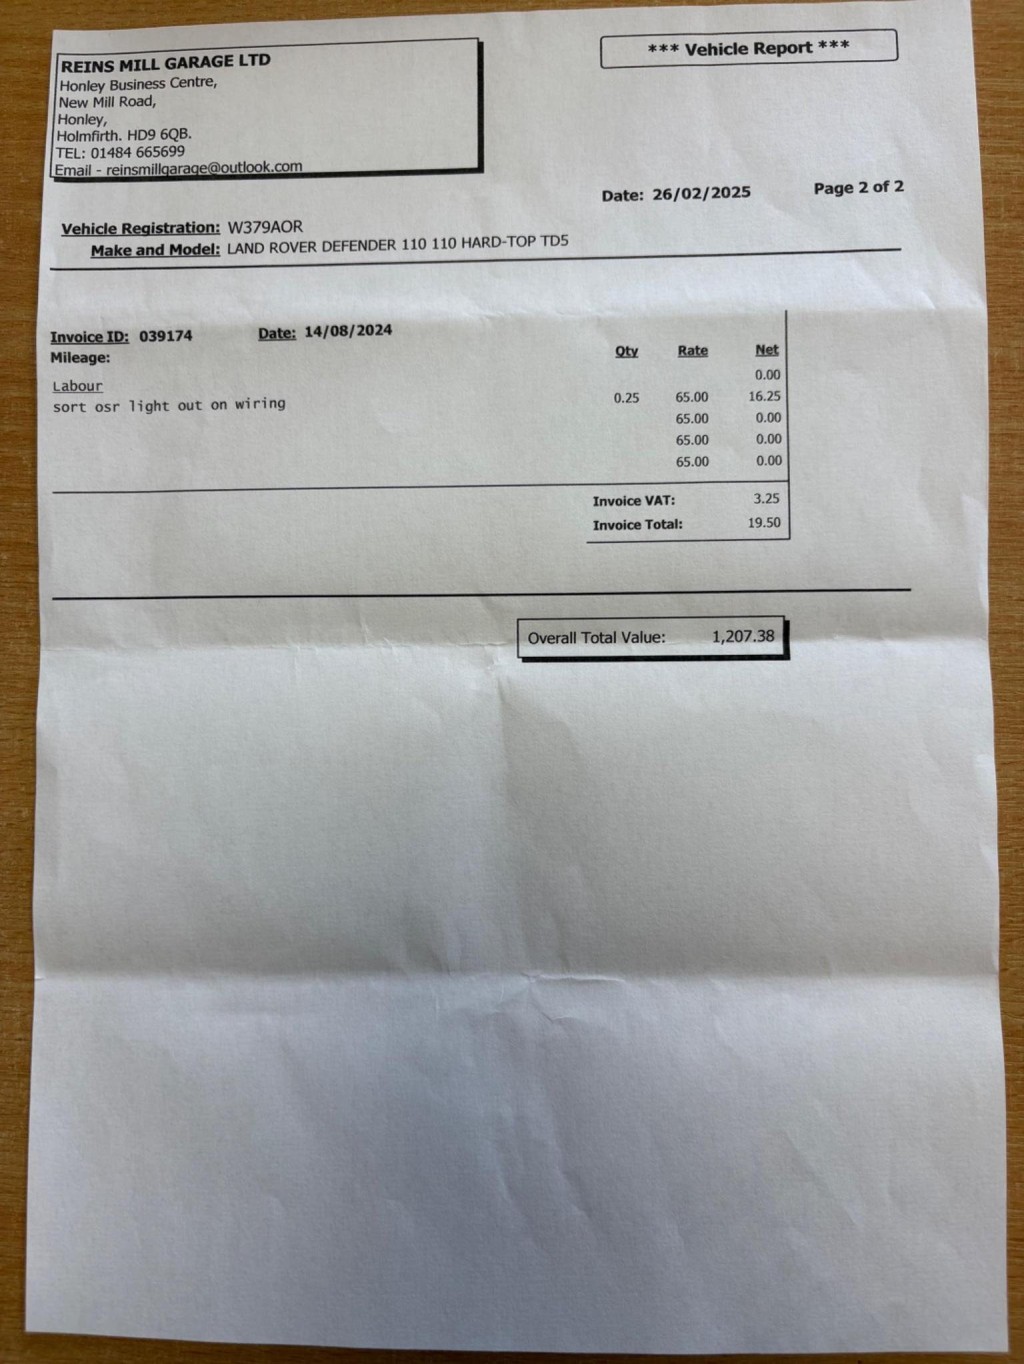 REINS MILL GARAGE LTD
Honley Business Centre,
New Mill Road,
Honley,
Holmfirth. HD9 6QB.
TEL: 01484 665699
Email - reinsmillgarage@outlook.com
*** Vehicle Report ***
Date: 26/02/2025 Page 2 of 2
Vehicle Registration: W379AOR
Make and Model: LAND ROVER DEFENDER 110 110 HARD-TOP TD5
Invoice ID: 039174 Date: 14/08/2024
Mileage:
Qty Rate Net
Labour 0.00
sort osr light out on wiring 0.25 65.00 16.25
65.00 0.00
65.00 0.00
65.00 0.00
Invoice VAT: 3.25
Invoice Total: 19.50
Overall Total Value: 1,207.38